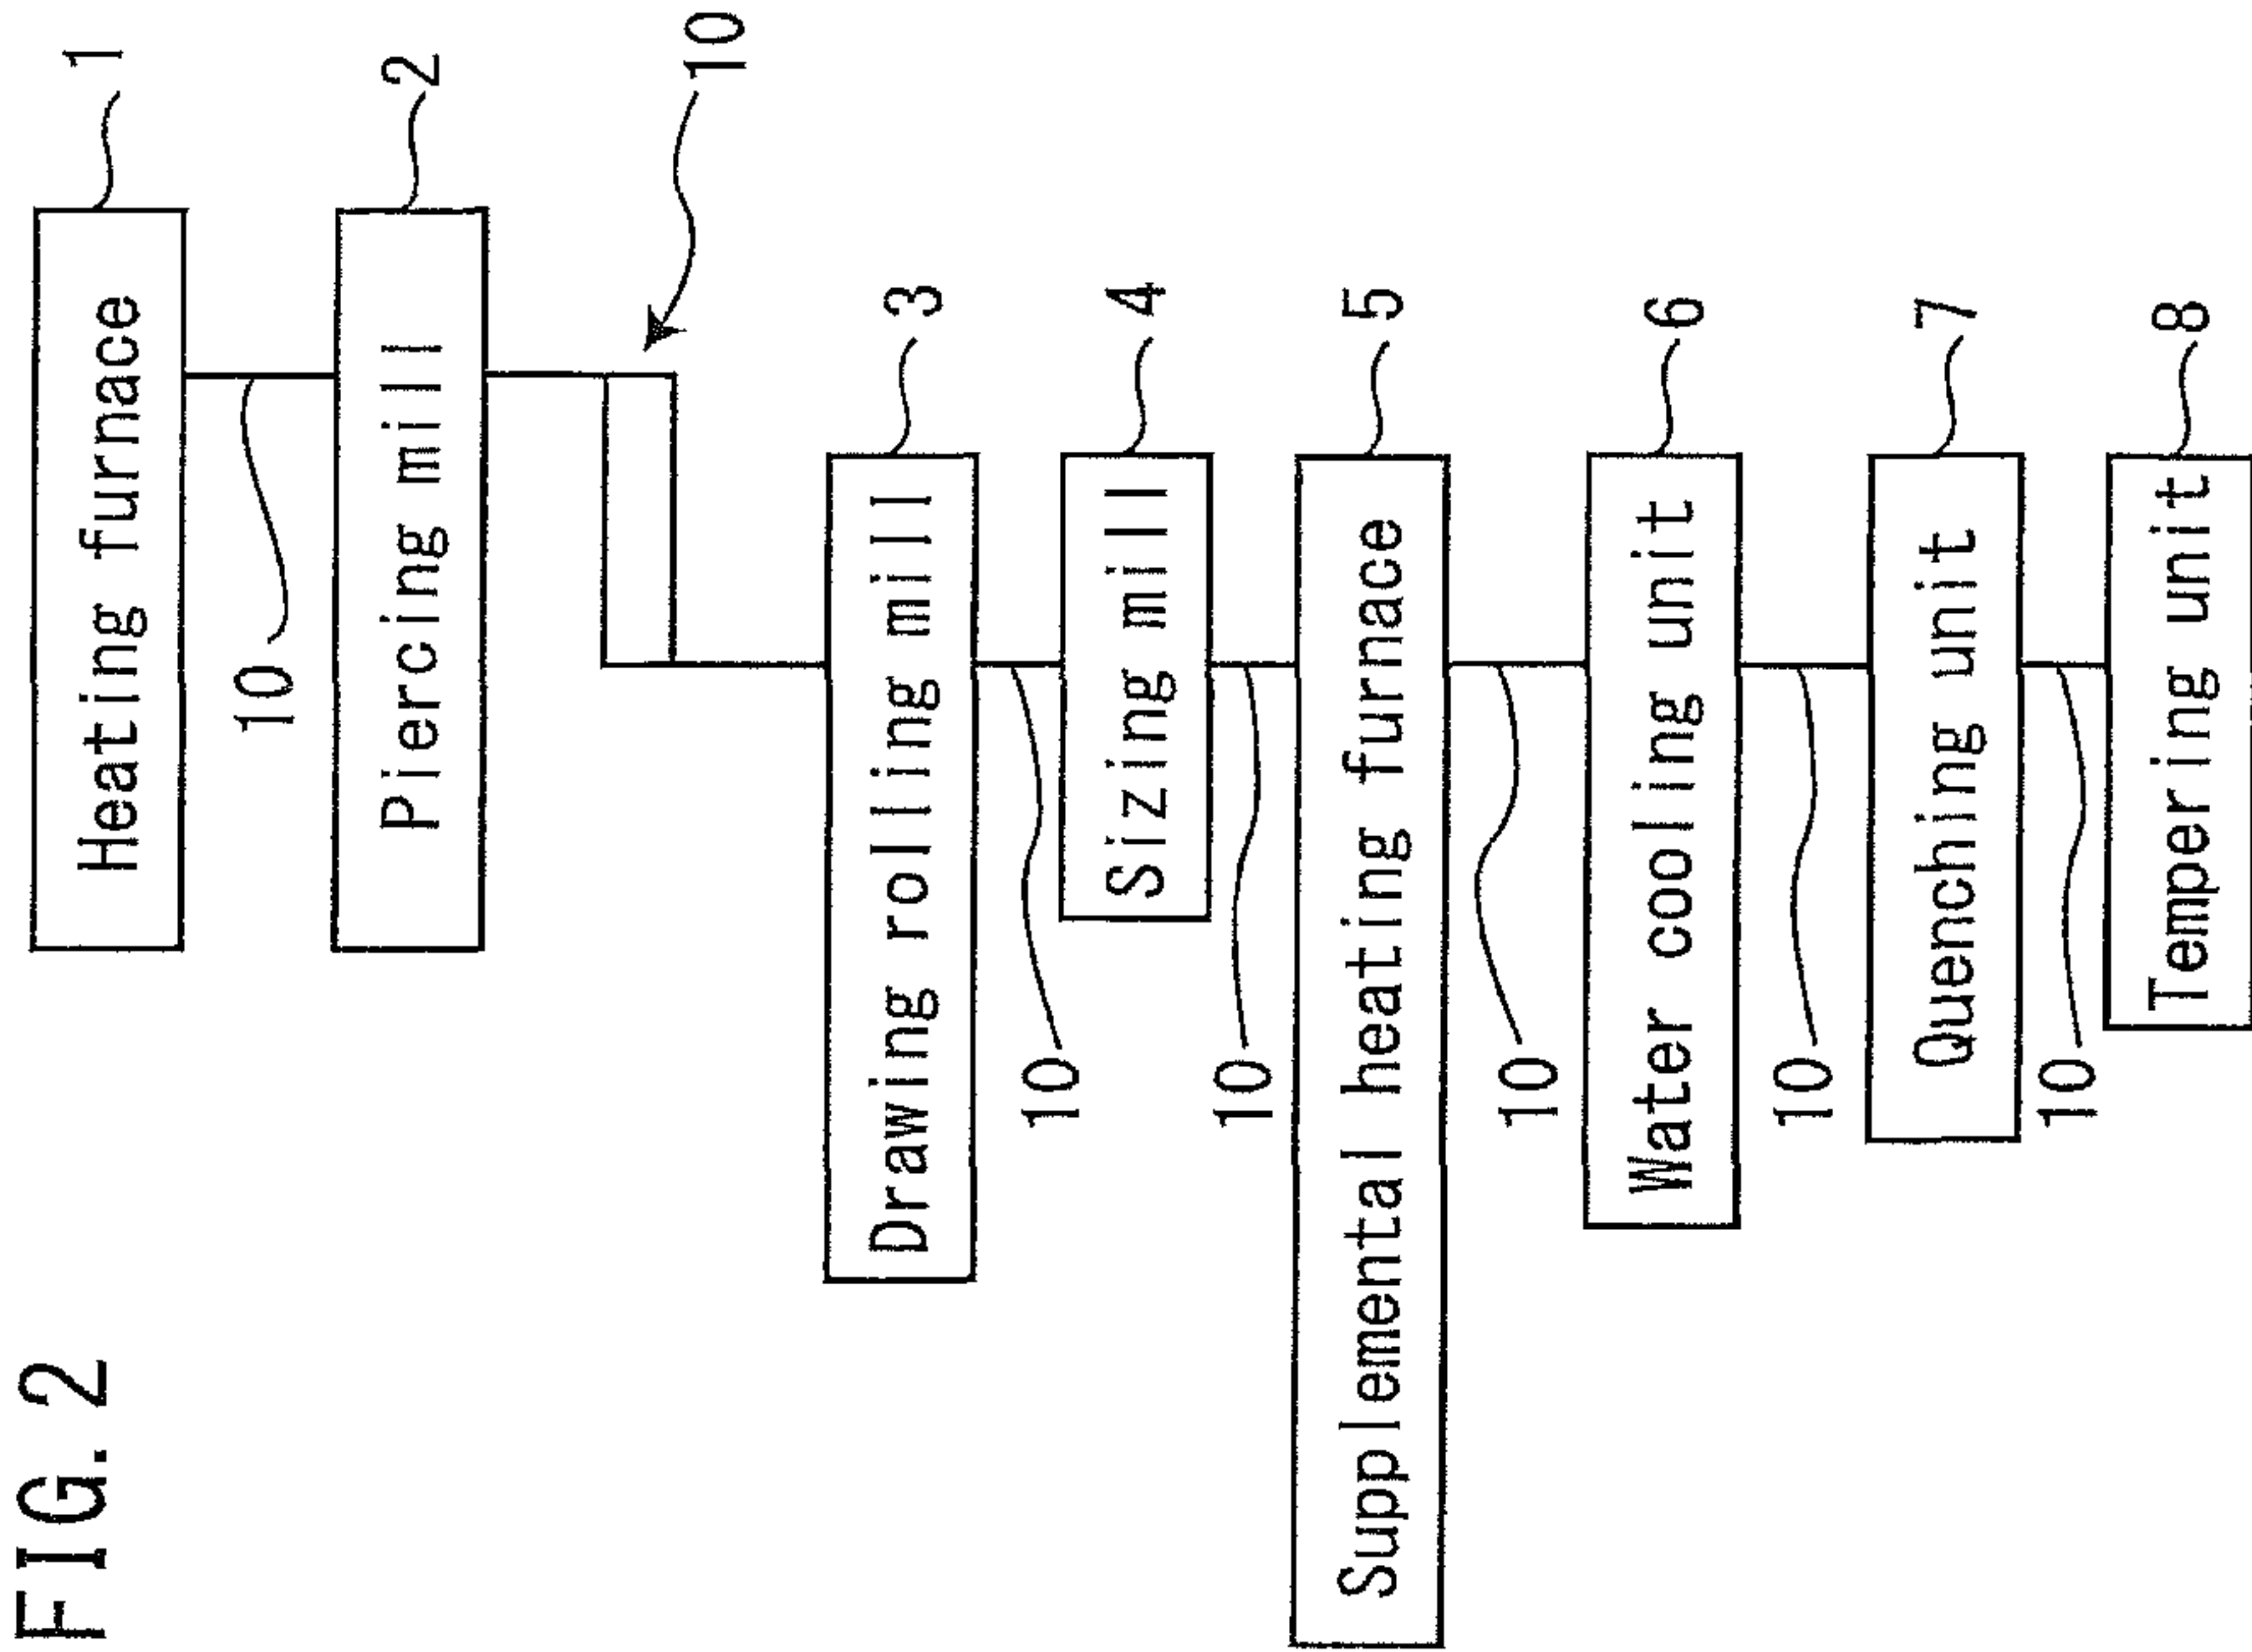 FIG. 2
Heating furnace
1
10
Piercing mill
2
10
Drawing rolling mill
3
10
Sizing mill
4
10
Supplemental heating furnace
5
10
Water cooling unit
6
10
Quenching unit
7
10
Tempering unit
8